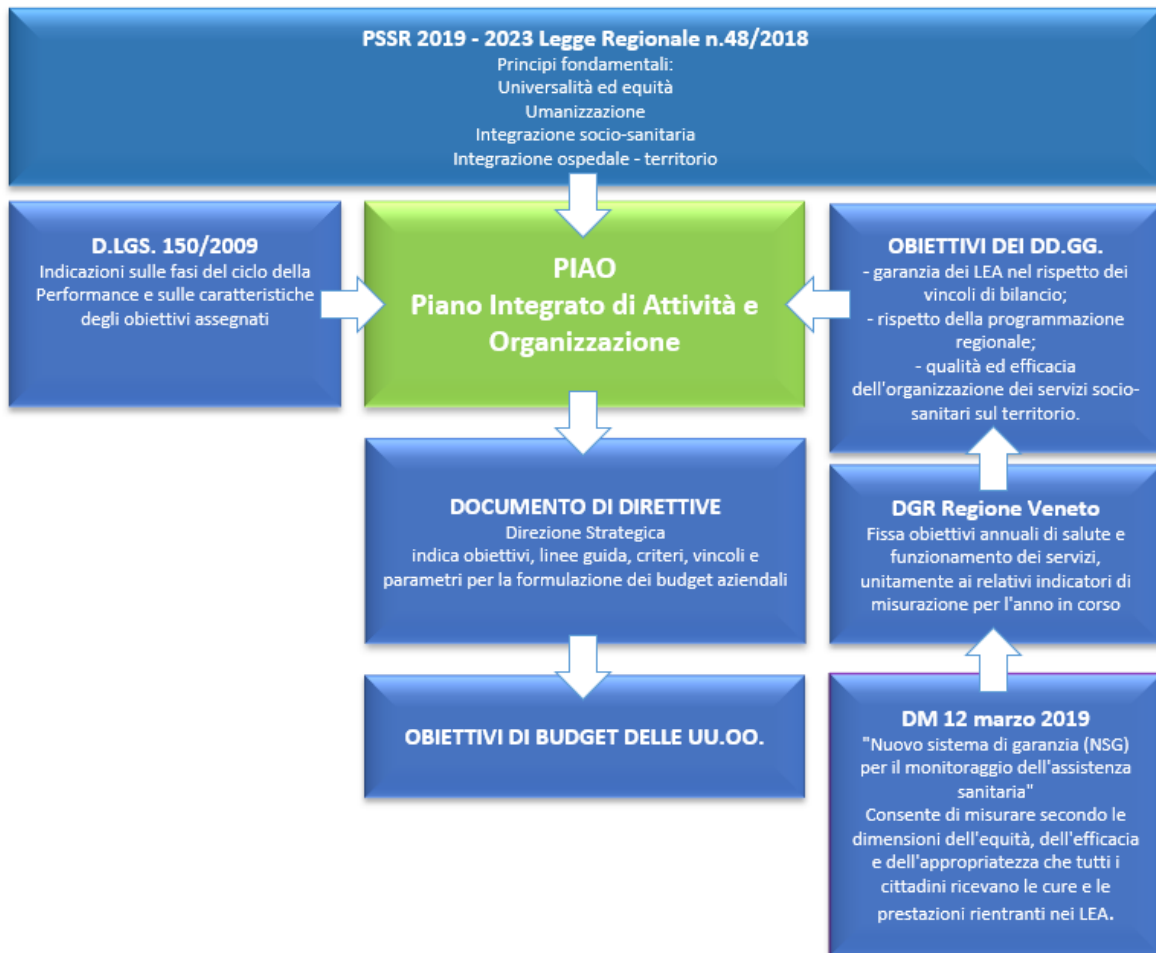 PSSR 2019 - 2023 Legge Regionale n.48/2018
Principi fondamentali:
Universalità ed equità
Umanizzazione
Integrazione socio-sanitaria
Integrazione ospedale - territorio
D.LGS. 150/2009
Indicazioni sulle fasi del ciclo della
Performance e sulle caratteristiche
degli obiettivi assegnati
PIAO
Piano Integrato di Attività e
Organizzazione
OBIETTIVI DEI DD.GG.
- garanzia dei LEA nel rispetto dei
vincoli di bilancio;
- rispetto della programmazione
regionale;
- qualità ed efficacia
dell'organizzazione dei servizi socio-
sanitari sul territorio.
DOCUMENTO DI DIRETTIVE
Direzione Strategica
indica obiettivi, linee guida, criteri, vincoli e
parametri per la formulazione dei budget aziendali
DGR Regione Veneto
Fissa obiettivi annuali di salute e
funzionamento dei servizi,
unitamente ai relativi indicatori di
misurazione per l'anno in corso
OBIETTIVI DI BUDGET DELLE UU.OO.
DM 12 marzo 2019
"Nuovo sistema di garanzia (NSG)
per il monitoraggio dell'assistenza
sanitaria"
Consente di misurare secondo le
dimensioni dell'equità, dell'efficacia
e dell'appropriatezza che tutti i
cittadini ricevano le cure e le
prestazioni rientranti nei LEA.